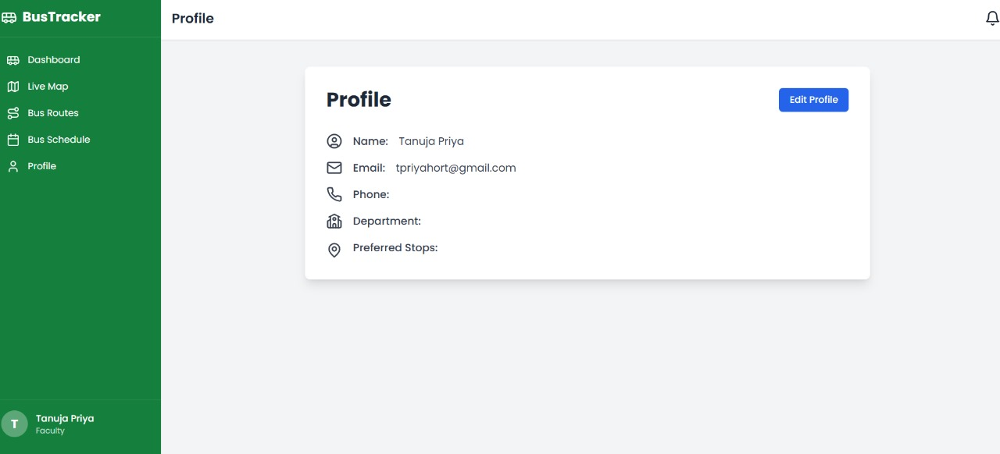 BusTracker
Profile
Dashboard
Live Map
Bus Routes
Bus Schedule
Profile
Profile
Edit Profile
Name: Tanuja Priya
Email: tpriyahort@gmail.com
Phone:
Department:
Preferred Stops:
T
Tanuja Priya
Faculty